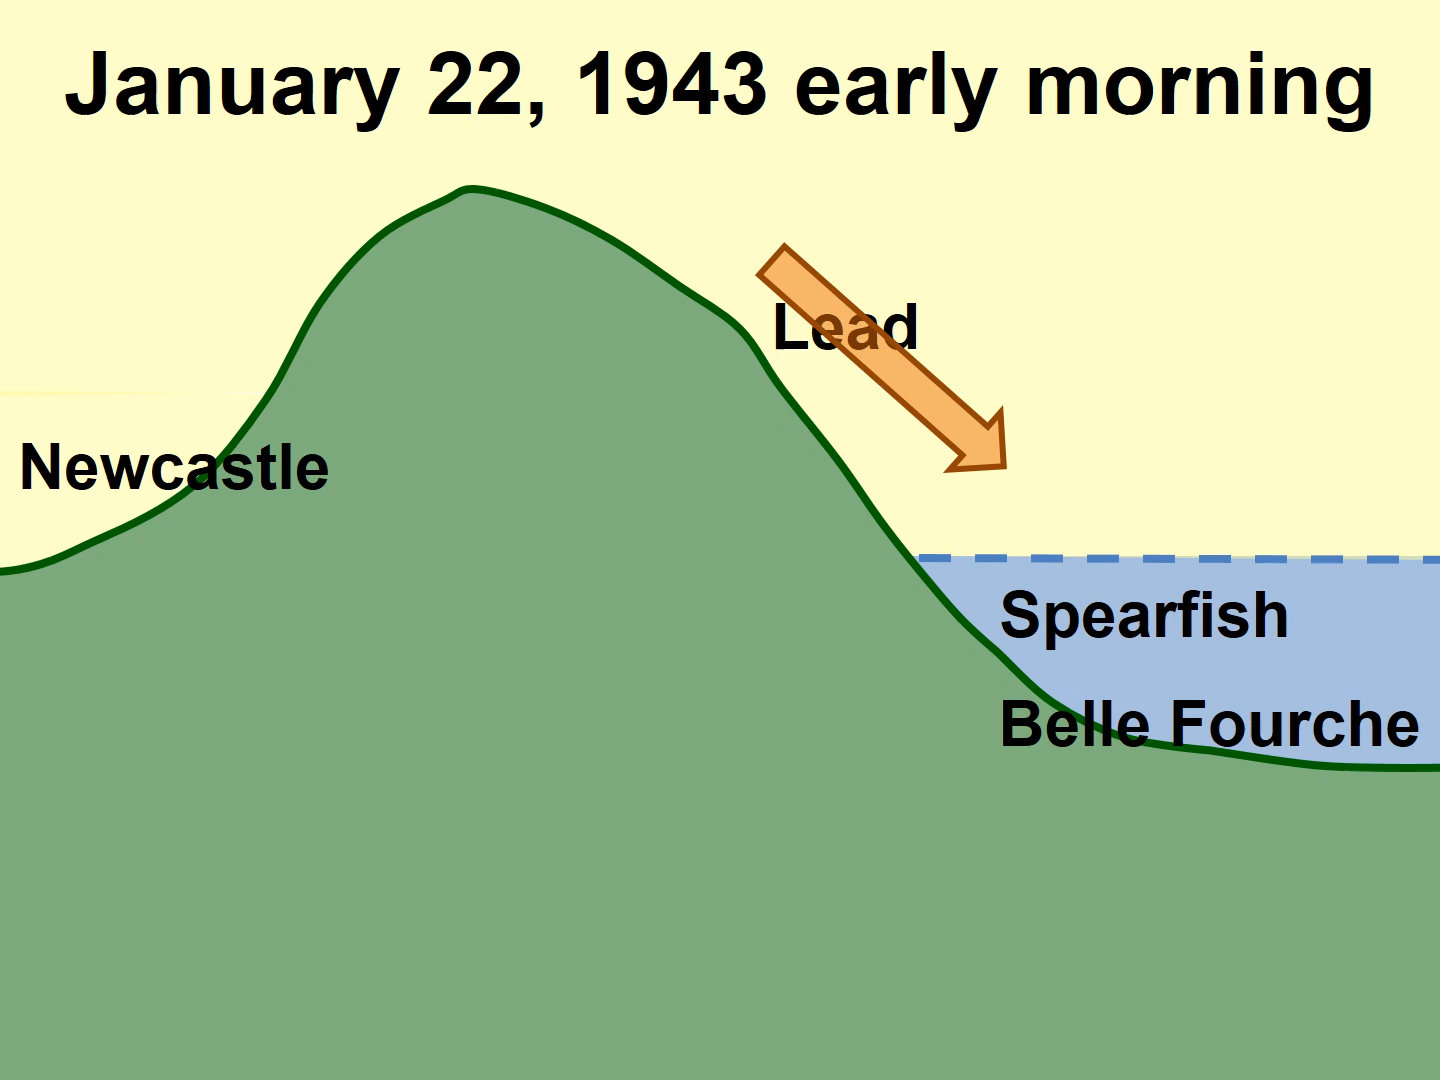 January 22, 1943 early morning
Lead
Newcastle
Spearfish
Belle Fourche